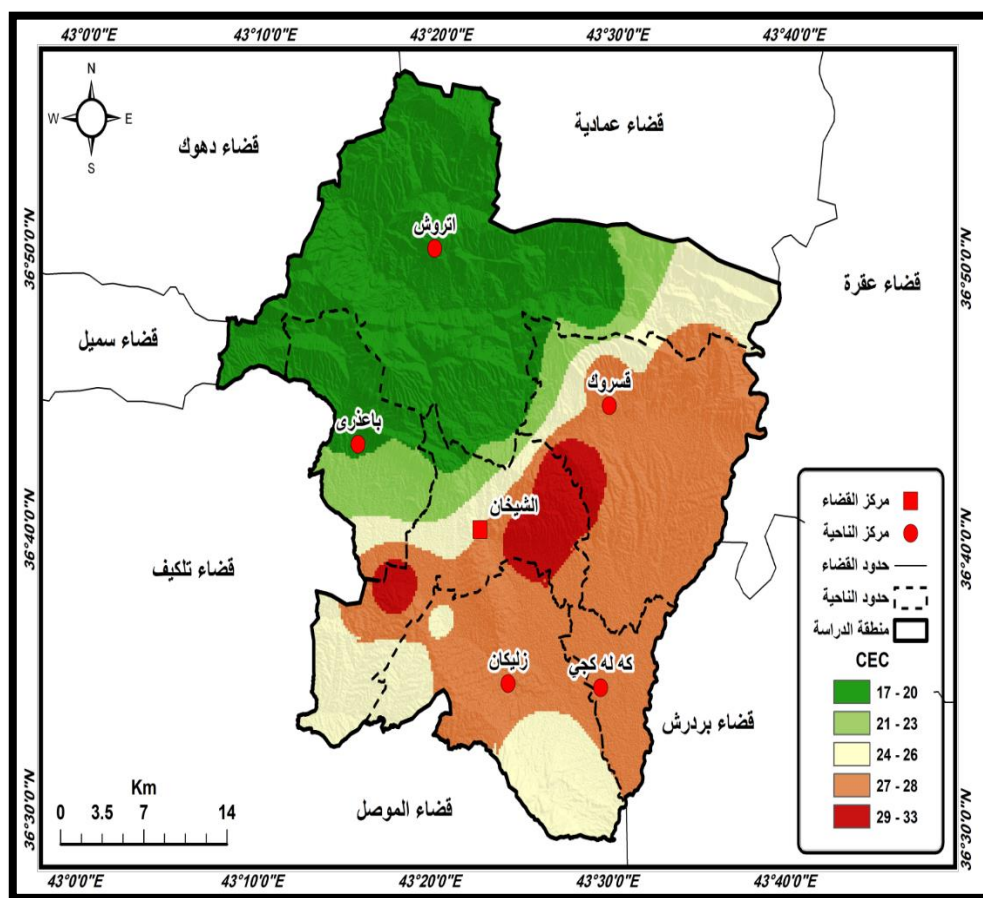 43°0'0"E 43°10'0"E 43°20'0"E 43°30'0"E 43°40'0"E
N
W E
S
قضاء عمادية
قضاء دهوك
36°50'0"N
اتروش
36°50'0"N
قضاء عقرة
قضاء سميل
قسروك
باعذرى
الشيخان
36°40'0"N
36°40'0"N
قضاء تلكيف
زليكان
كه له كجي
قضاء بردرش
قضاء الموصل
مركز القضاء
مركز الناحية
حدود القضاء
حدود الناحية
منطقة الدراسة
CEC
17 - 20
21 - 23
24 - 26
27 - 28
29 - 33
Km
0 3.5 7 14
36°30'0"N
36°30'0"N
43°0'0"E 43°10'0"E 43°20'0"E 43°30'0"E 43°40'0"E